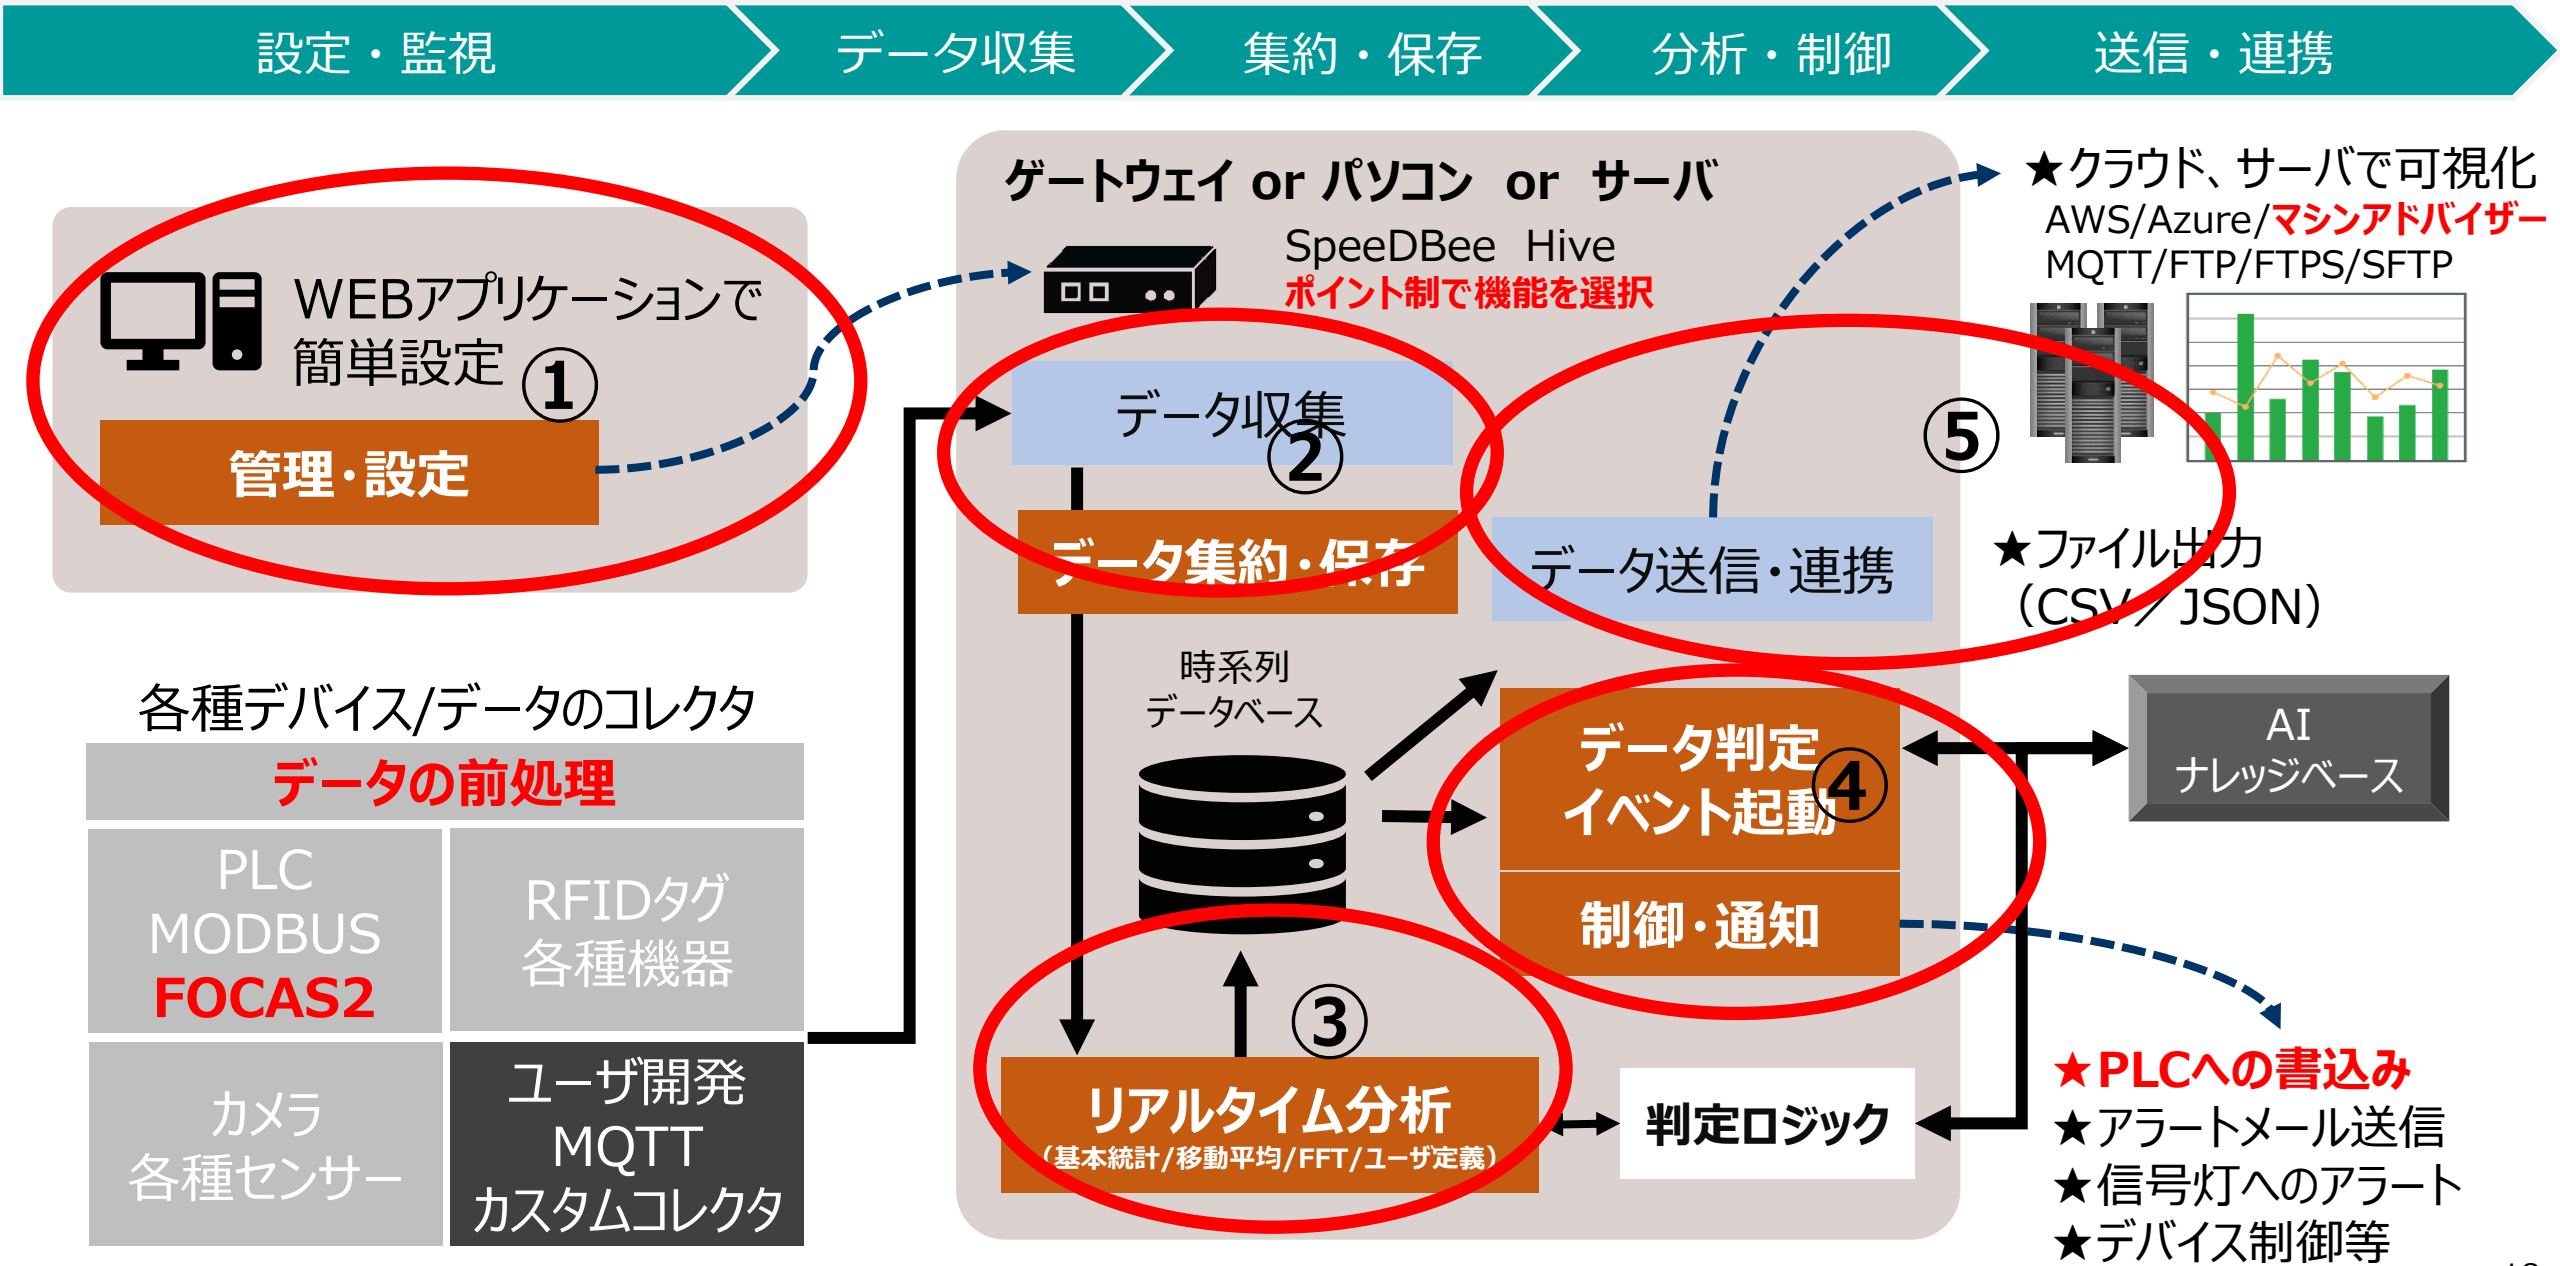 設定・監視
データ収集
集約・保存
分析・制御
送信・連携
WEBアプリケーションで
簡単設定
①
管理・設定
各種デバイス/データのコレクタ
データの前処理
PLC
MODBUS
FOCAS2
RFIDタグ
各種機器
カメラ
各種センサー
ユーザ開発
MQTT
カスタムコレクタ
ゲートウェイ or パソコン or サーバ
SpeeDBee Hive
ポイント制で機能を選択
データ収集
②
データ集約・保存
データ送信・連携
時系列
データベース
データ判定
イベント起動
④
制御・通知
③
リアルタイム分析
（基本統計/移動平均/FFT/ユーザ定義）
判定ロジック
★クラウド、サーバで可視化
AWS/Azure/マシンアドバイザー
MQTT/FTP/FTPS/SFTP
⑤
★ファイル出力
（CSV／JSON）
AI
ナレッジベース
★PLCへの書込み
★アラートメール送信
★信号灯へのアラート
★デバイス制御等